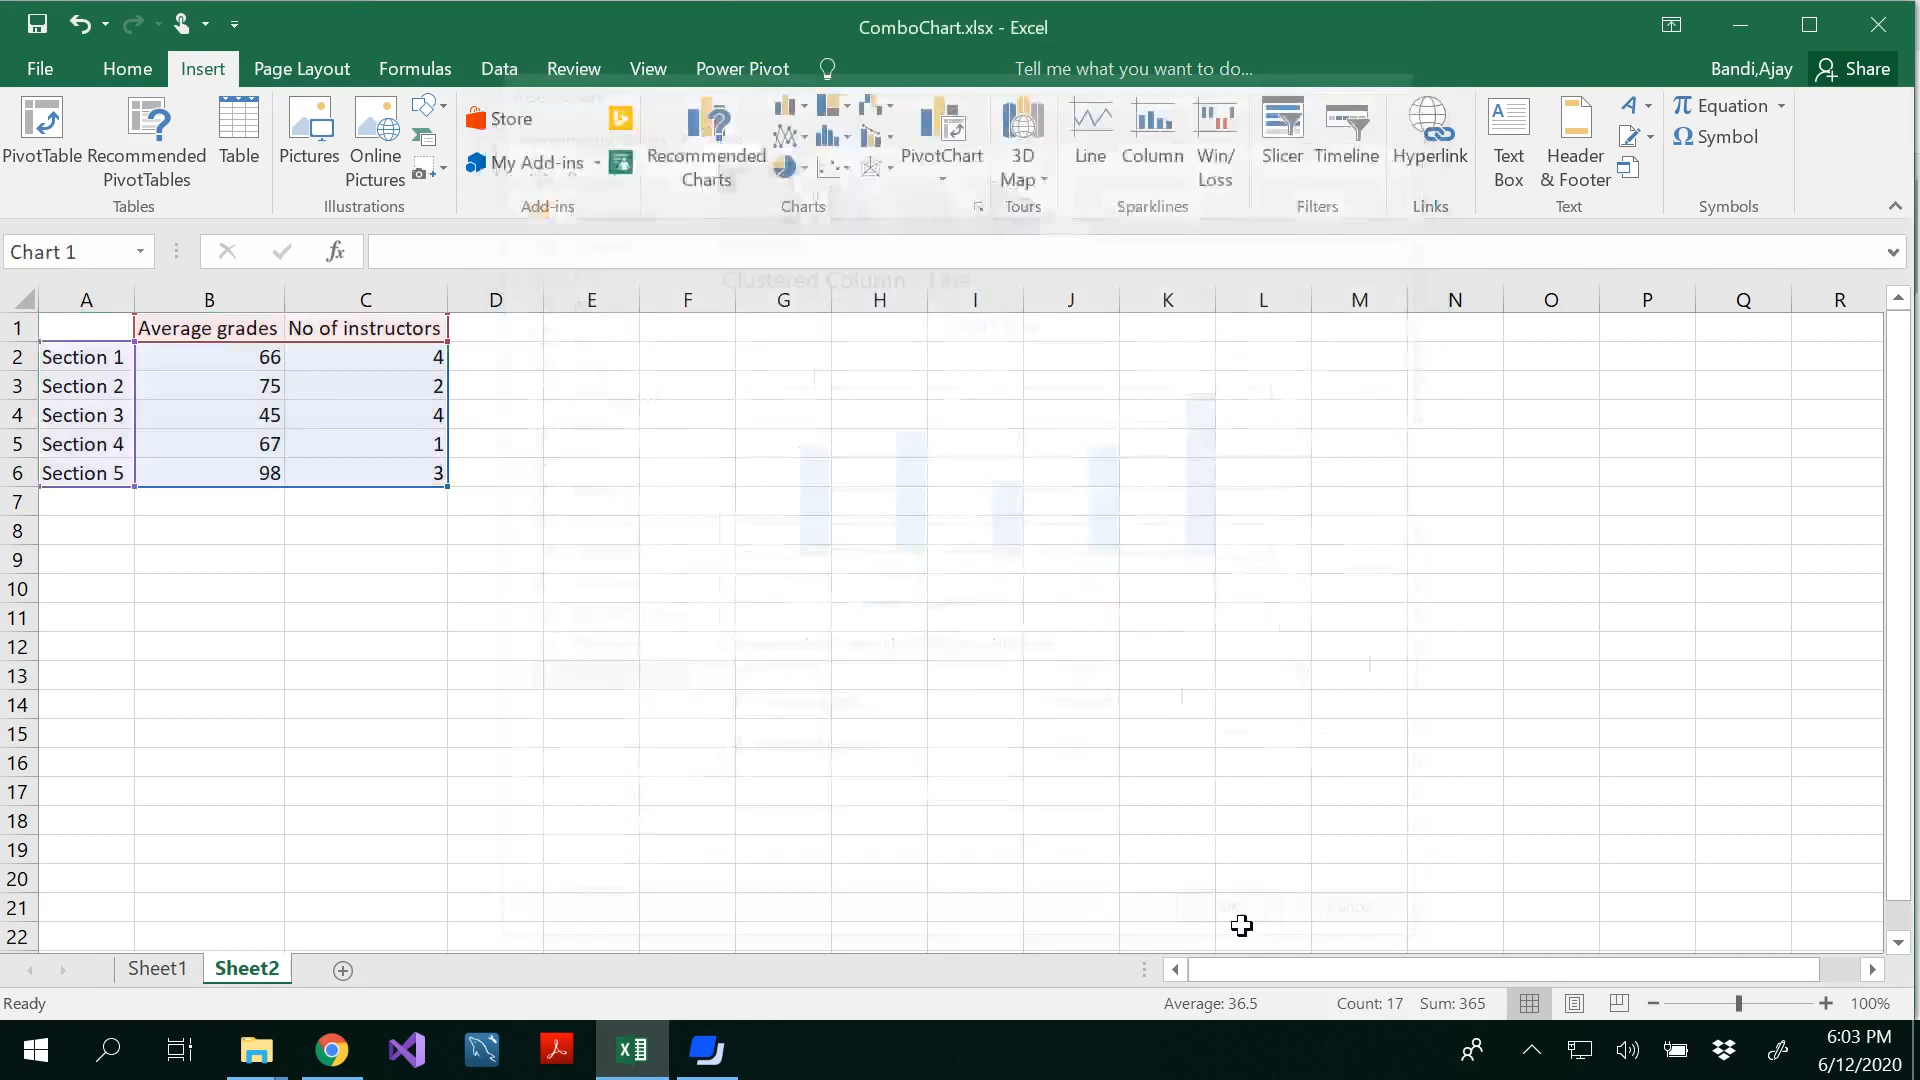 ComboChart.xlsx - Excel
File Home Insert Page Layout Formulas Data Review View Power Pivot Tell me what you want to do... Bandi,Ajay Share
PivotTable
Recommended
PivotTables
Table
Tables
Pictures
Online
Pictures
Illustrations
Store
My Add-ins
Add-ins
Recommended
Charts
PivotChart
Charts
3D
Map
Tours
Line
Column
Win/
Loss
Sparklines
Slicer
Timeline
Filters
Hyperlink
Links
Text
Box
Header
& Footer
Text
Equation
Symbol
Symbols
Chart 1
fx
Clustered Column - Line
A B C D E F G H I J K L M N O P Q R
1 Average grades No of instructors
2 Section 1 66 4
3 Section 2 75 2
4 Section 3 45 4
5 Section 4 67 1
6 Section 5 98 3
7
8
9
10
11
12
13
14
15
16
17
18
19
20
21
22
OK Cancel
Sheet1 Sheet2
Ready Average: 36.5 Count: 17 Sum: 365 100%
6:03 PM
6/12/2020